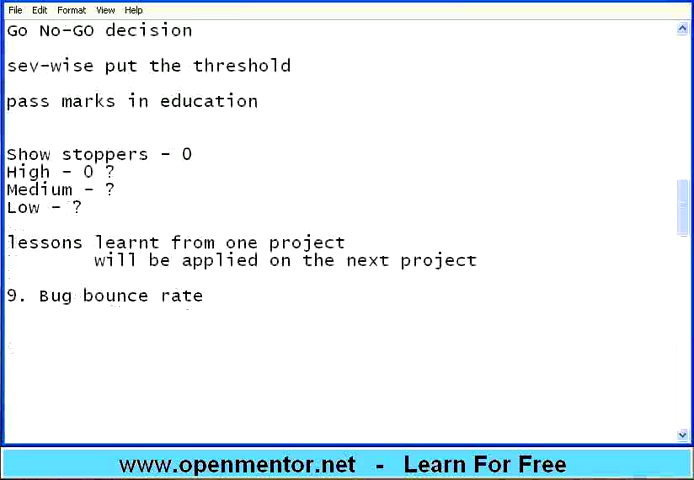 File Edit Format View Help
Go No-GO decision
sev-wise put the threshold
pass marks in education
Show stoppers - 0
High - 0 ?
Medium - ?
Low - ?
lessons learnt from one project
will be applied on the next project
9. Bug bounce rate
www.openmentor.net - Learn For Free